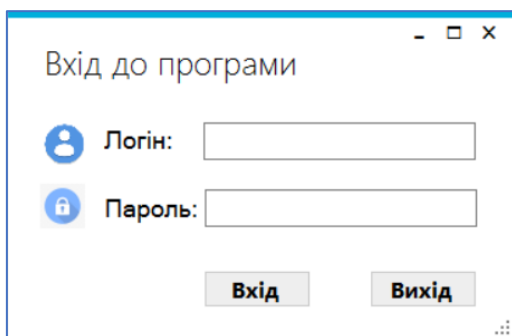 Вхід до програми
Логін:
Пароль:
Вхід Вихід